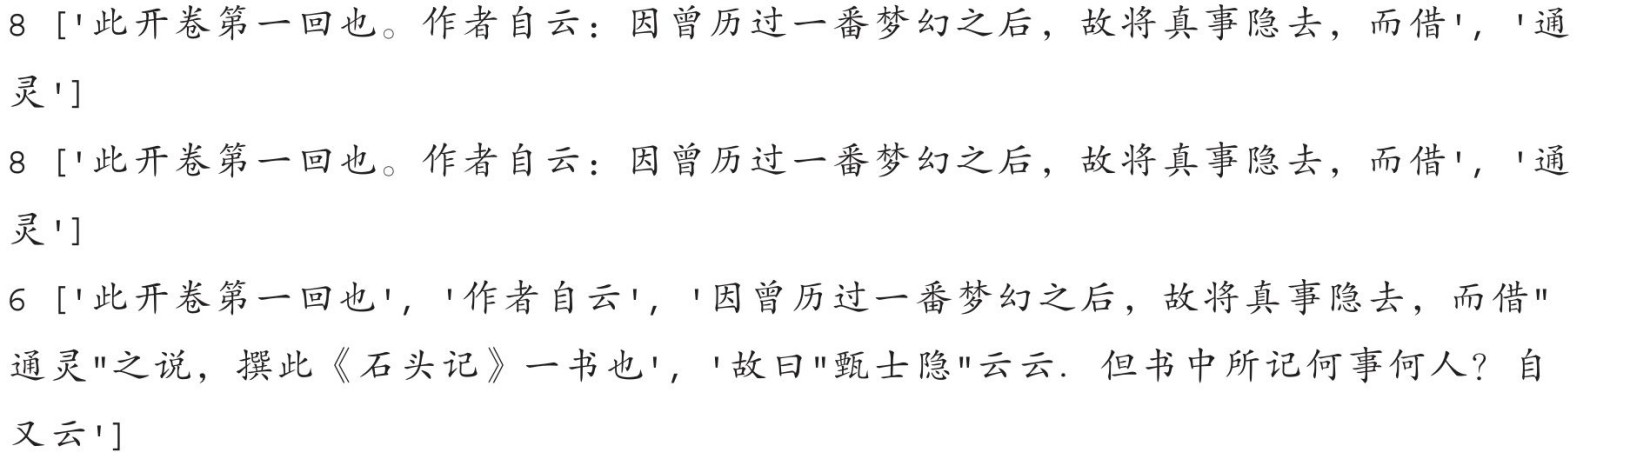 8 ['此开卷第一回也。作者自云：因曾历过一番梦幻之后，故将真事隐去，而借', '通
灵']
8 ['此开卷第一回也。作者自云：因曾历过一番梦幻之后，故将真事隐去，而借', '通
灵']
6 ['此开卷第一回也', '作者自云', '因曾历过一番梦幻之后，故将真事隐去，而借"
通灵"之说，撰此《石头记》一书也', '故曰"甄士隐"云云. 但书中所记何事何人? 自
又云']